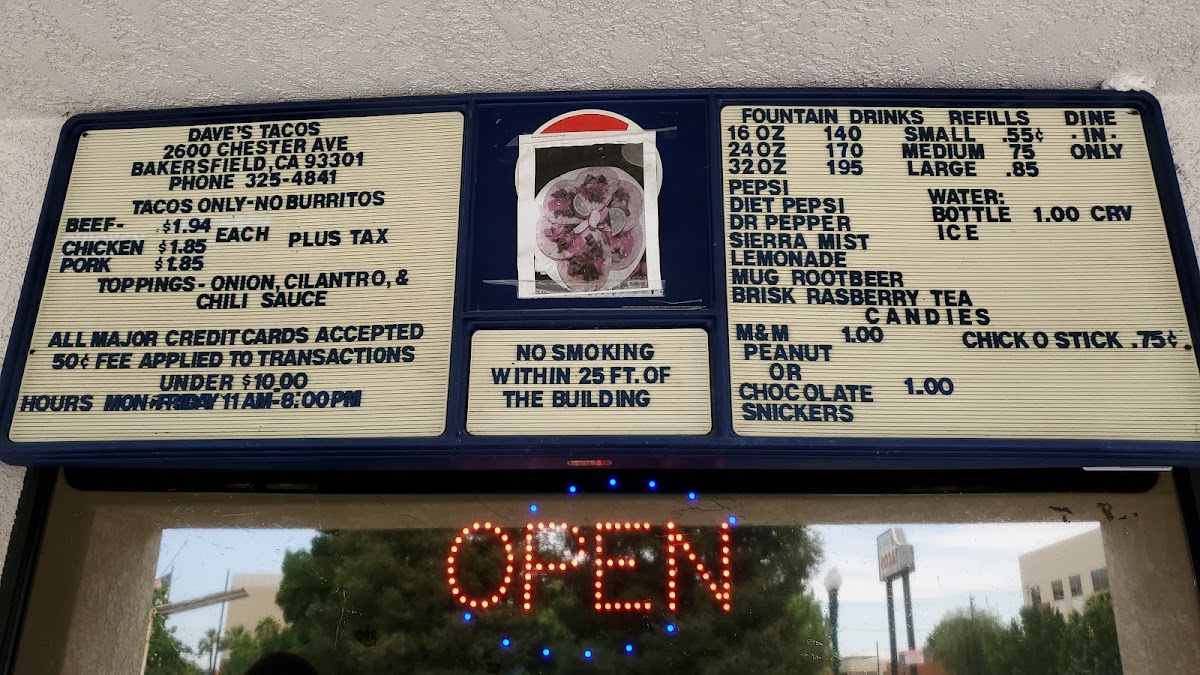 DAVE'S TACOS
2600 CHESTER AVE
BAKERSFIELD, CA 93301
PHONE 325-4841
TACOS ONLY-NO BURRITOS
BEEF- $1.94 EACH PLUS TAX
CHICKEN $1.85
PORK $1.85
TOPPINGS - ONION, CILANTRO, &
CHILI SAUCE
ALL MAJOR CREDIT CARDS ACCEPTED
50¢ FEE APPLIED TO TRANSACTIONS
UNDER $10.00
HOURS MON-FRIDAY 11 AM-8:00 PM
NO SMOKING
WITHIN 25 FT. OF
THE BUILDING
FOUNTAIN DRINKS REFILLS DINE
16 OZ 140 SMALL .55¢ - IN -
24 OZ 170 MEDIUM 75 ONLY
32 OZ 195 LARGE .85
PEPSI
DIET PEPSI
DR PEPPER
SIERRA MIST
LEMONADE
MUG ROOTBEER
BRISK RASBERRY TEA
WATER:
BOTTLE 1.00 CRV
ICE
CANDIES
M&M 1.00 CHICK O STICK .75¢
PEANUT
OR
CHOCOLATE 1.00
SNICKERS
OPEN
TACOS